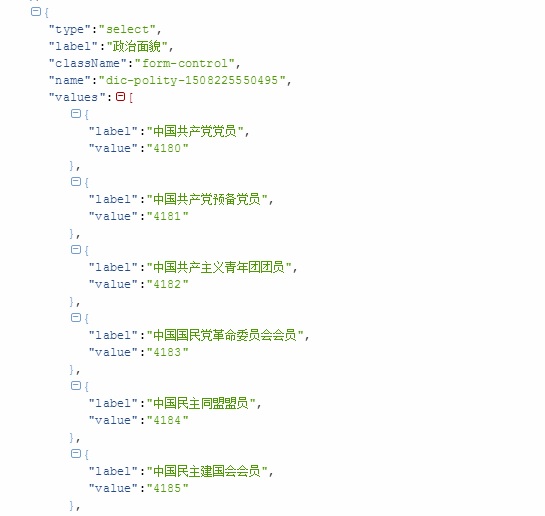 {
"type":"select",
"label":"政治面貌",
"className":"form-control",
"name":"dic-polity-1508225550495",
"values":[
{
"label":"中国共产党党员",
"value":"4180"
},
{
"label":"中国共产党预备党员",
"value":"4181"
},
{
"label":"中国共产主义青年团团员",
"value":"4182"
},
{
"label":"中国国民党革命委员会会员",
"value":"4183"
},
{
"label":"中国民主同盟盟员",
"value":"4184"
},
{
"label":"中国民主建国会会员",
"value":"4185"
},